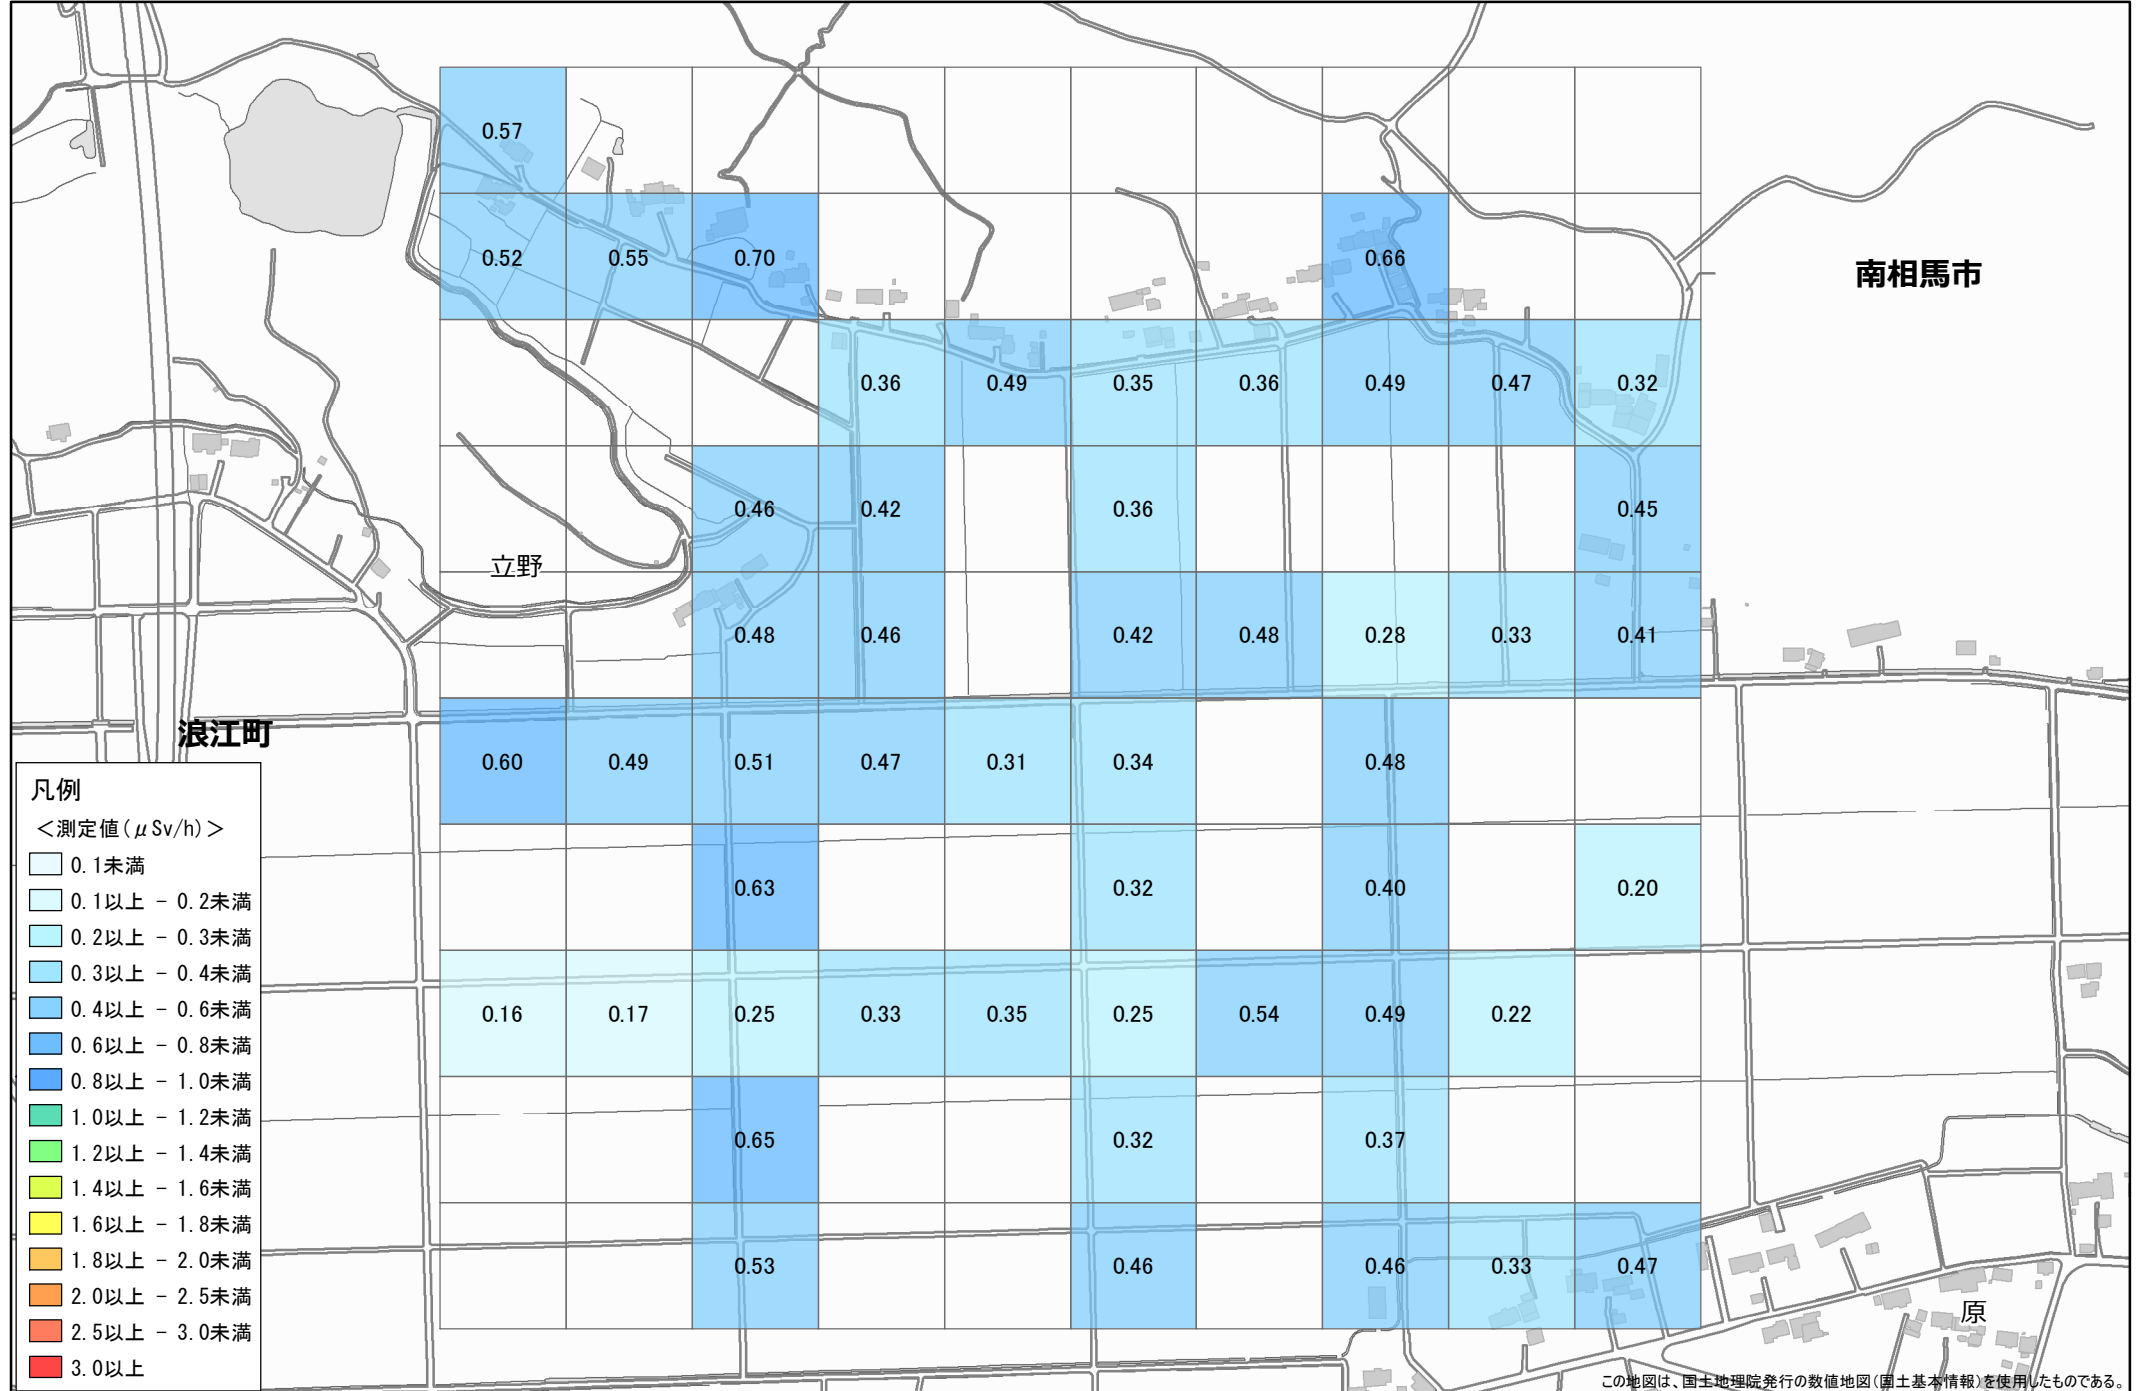 0.57
0.52 0.55 0.70 0.66
南相馬市
0.36 0.49 0.35 0.36 0.49 0.47 0.32
0.46 0.42 0.36 0.45
立野
0.48 0.46 0.42 0.48 0.28 0.33 0.41
浪江町
0.60 0.49 0.51 0.47 0.31 0.34 0.48
0.63 0.32 0.40 0.20
0.16 0.17 0.25 0.33 0.35 0.25 0.54 0.49 0.22
0.65 0.32 0.37
0.53 0.46 0.46 0.33 0.47
凡例
＜測定値(μSv/h)＞
0.1未満
0.1以上 － 0.2未満
0.2以上 － 0.3未満
0.3以上 － 0.4未満
0.4以上 － 0.6未満
0.6以上 － 0.8未満
0.8以上 － 1.0未満
1.0以上 － 1.2未満
1.2以上 － 1.4未満
1.4以上 － 1.6未満
1.6以上 － 1.8未満
1.8以上 － 2.0未満
2.0以上 － 2.5未満
2.5以上 － 3.0未満
3.0以上
原
この地図は、国土地理院発行の数値地図(国土基本情報)を使用したものである。